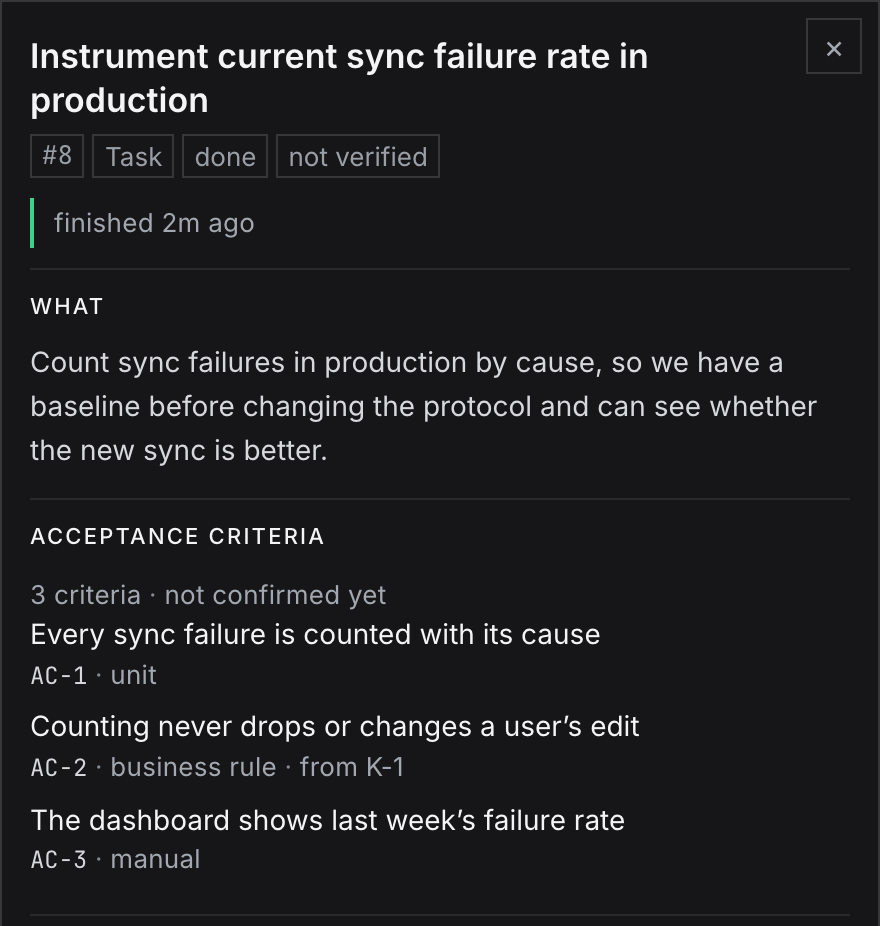 Instrument current sync failure rate in
production
×
#8 Task done not verified
finished 2m ago
WHAT
Count sync failures in production by cause, so we have a
baseline before changing the protocol and can see whether
the new sync is better.
ACCEPTANCE CRITERIA
3 criteria · not confirmed yet
Every sync failure is counted with its cause
AC-1 · unit
Counting never drops or changes a user’s edit
AC-2 · business rule · from K-1
The dashboard shows last week’s failure rate
AC-3 · manual